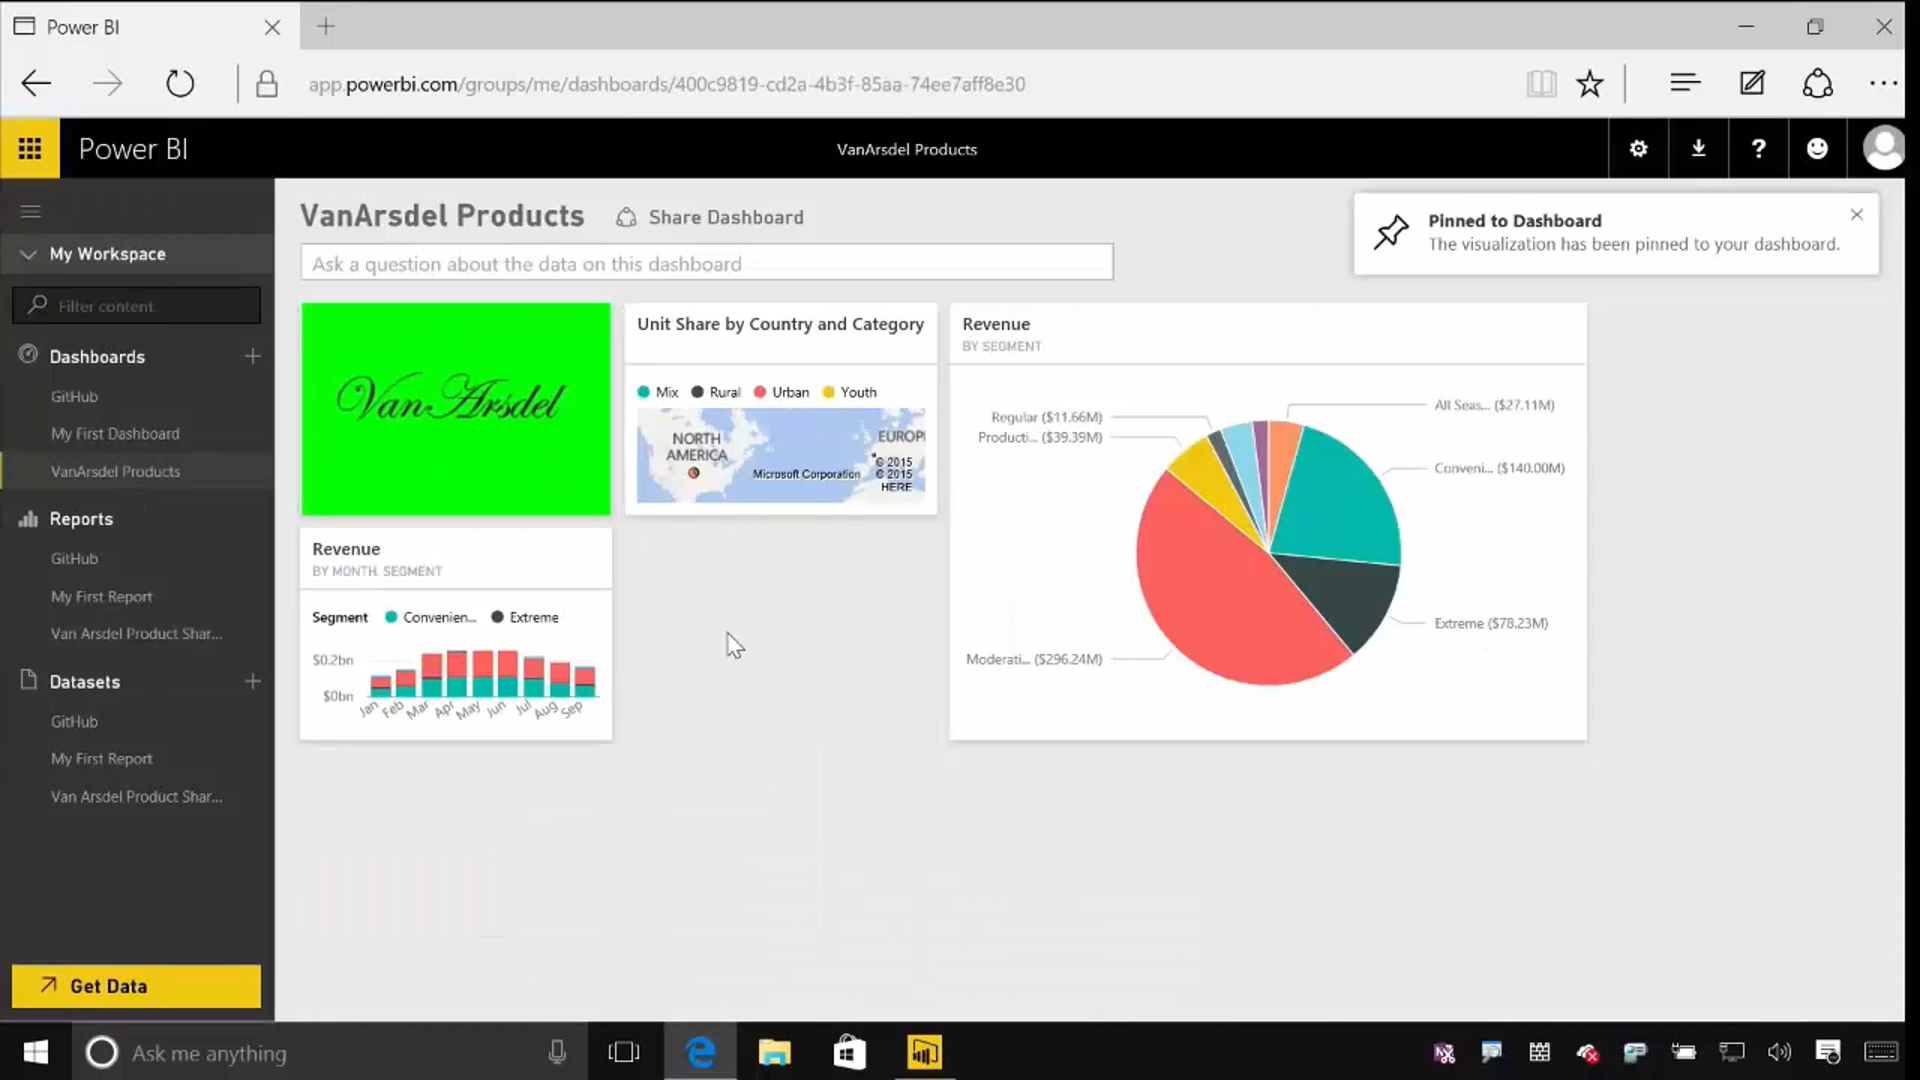 Power BI
app.powerbi.com/groups/me/dashboards/400c9819-cd2a-4b3f-85aa-74ee7aff8e30
Power BI
VanArsdel Products
?
My Workspace
Filter content
Dashboards
GitHub
My First Dashboard
VanArsdel Products
Reports
GitHub
My First Report
Van Arsdel Product Shar...
Datasets
GitHub
My First Report
Van Arsdel Product Shar...
Get Data
VanArsdel Products
Share Dashboard
Ask a question about the data on this dashboard
Pinned to Dashboard
The visualization has been pinned to your dashboard.
VanArsdel
Unit Share by Country and Category
Mix Rural Urban Youth
NORTH
AMERICA
EUROP
Microsoft Corporation
© 2015
© 2015
HERE
Revenue
BY SEGMENT
Regular ($11.66M)
Producti... ($39.39M)
Moderati... ($296.24M)
All Seas... ($27.11M)
Conveni... ($140.00M)
Extreme ($78.23M)
Revenue
BY MONTH, SEGMENT
Segment Convenien... Extreme
$0.2bn
$0bn
Jan Feb Mar Apr May Jun Jul Aug Sep
Ask me anything